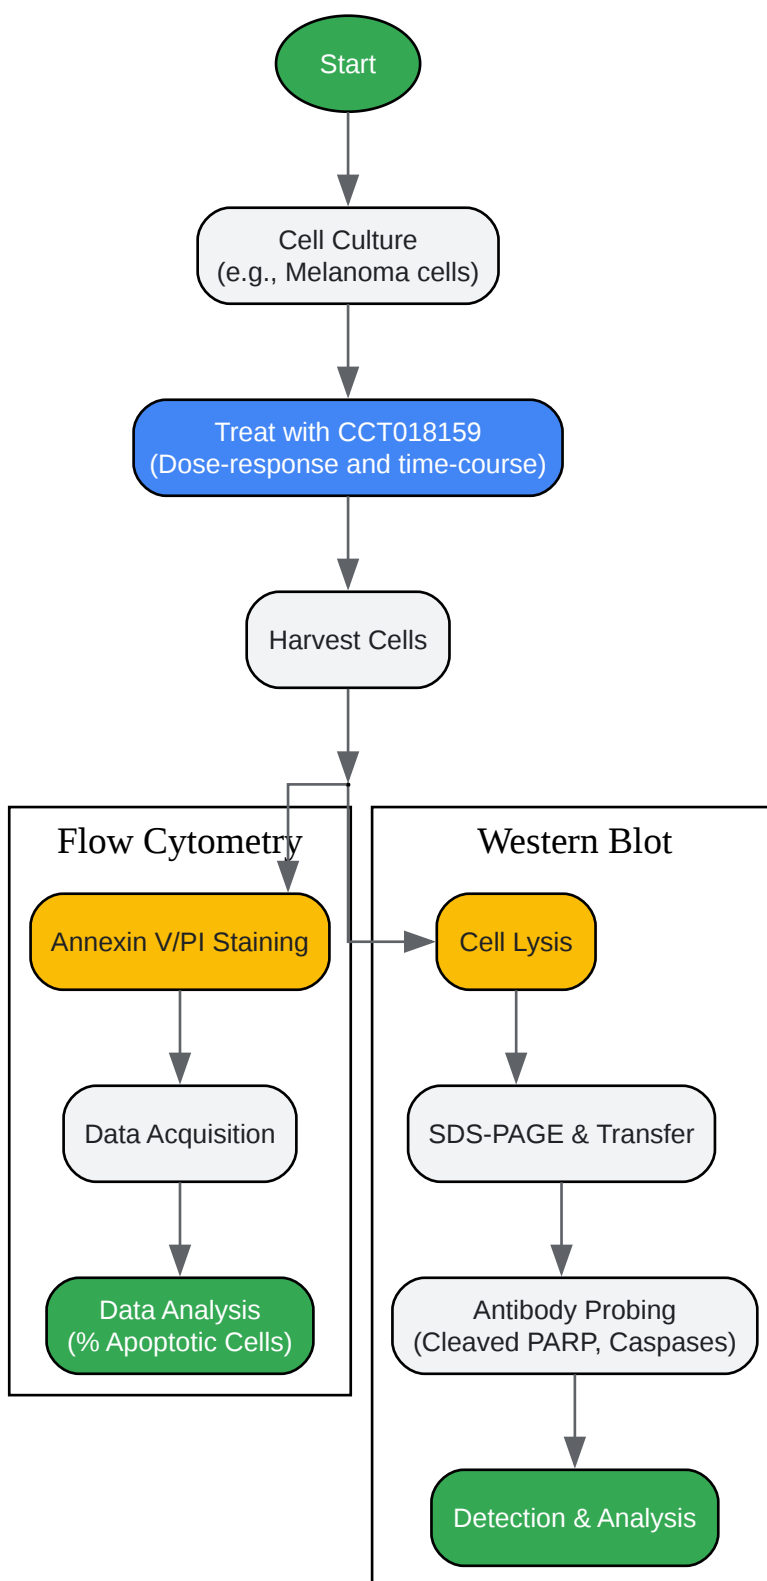 Start
Cell Culture
(e.g., Melanoma cells)
Treat with CCT018159
(Dose-response and time-course)
Harvest Cells
Flow Cytometry
Annexin V/PI Staining
Data Acquisition
Data Analysis
(% Apoptotic Cells)
Western Blot
Cell Lysis
SDS-PAGE & Transfer
Antibody Probing
(Cleaved PARP, Caspases)
Detection & Analysis